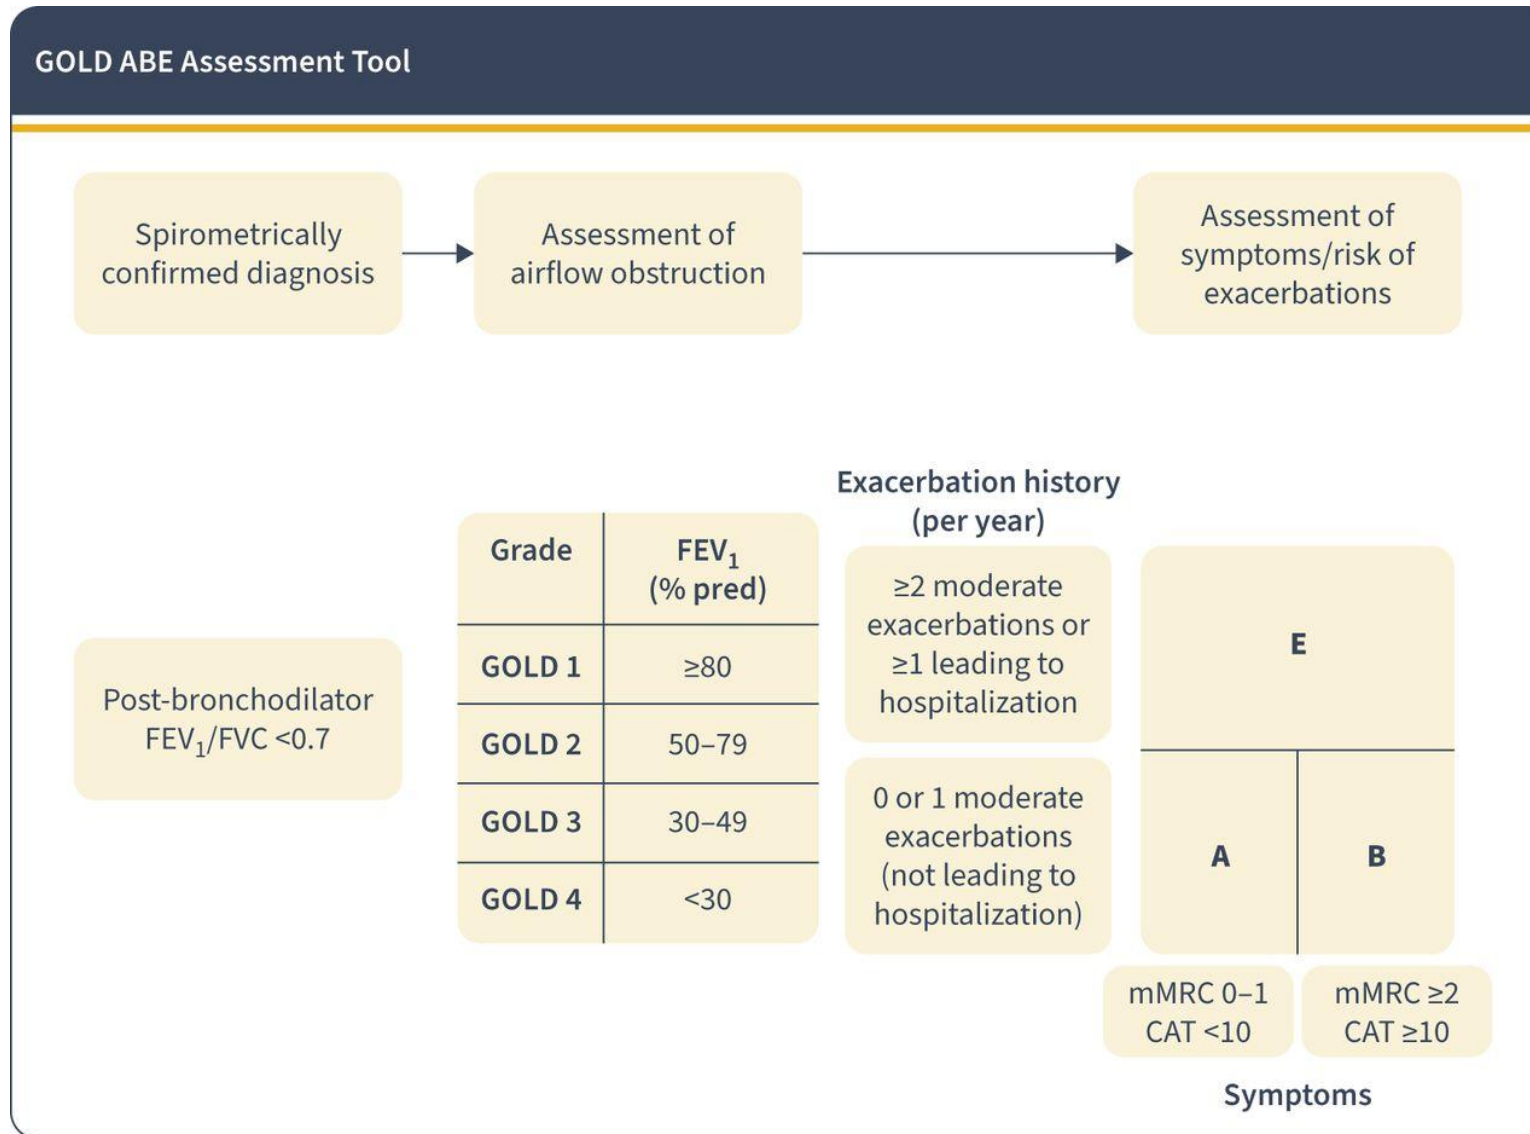 GOLD ABE Assessment Tool
Spirometrically
confirmed diagnosis
Assessment of
airflow obstruction
Assessment of
symptoms/risk of
exacerbations
Post-bronchodilator
FEV₁/FVC <0.7
Grade
FEV₁
(% pred)
GOLD 1
≥80
GOLD 2
50–79
GOLD 3
30–49
GOLD 4
<30
Exacerbation history
(per year)
≥2 moderate
exacerbations or
≥1 leading to
hospitalization
0 or 1 moderate
exacerbations
(not leading to
hospitalization)
E
A
B
mMRC 0–1
CAT <10
mMRC ≥2
CAT ≥10
Symptoms